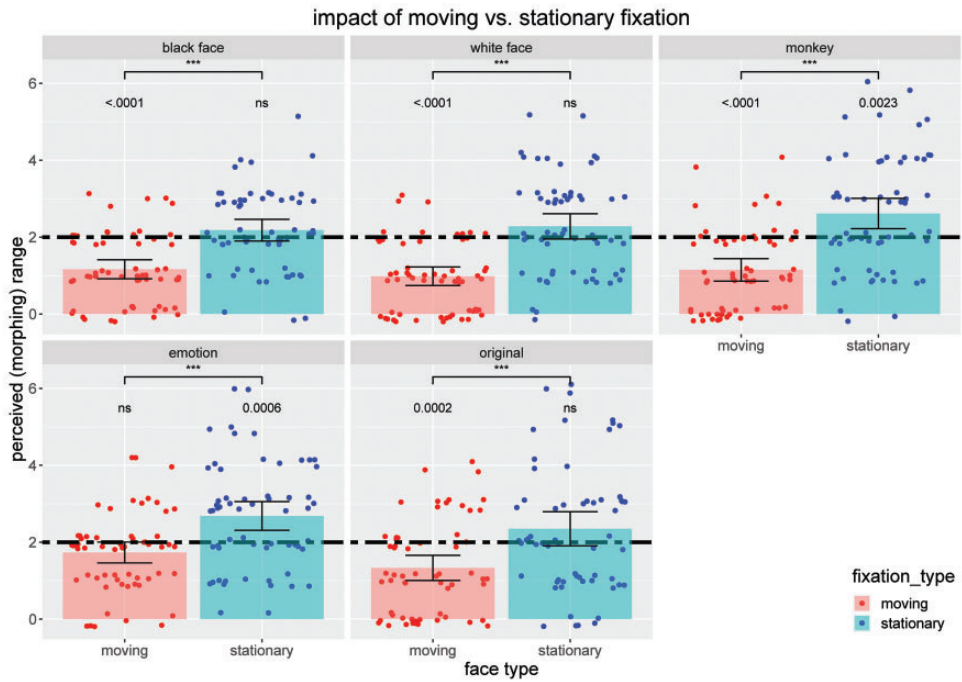 impact of moving vs. stationary fixation
black face
white face
monkey
***
***
***
<.0001
ns
<.0001
ns
<.0001
0.0023
6
4
2
0
moving
stationary
emotion
original
***
***
ns
0.0006
0.0002
ns
6
4
2
0
moving
stationary
moving
stationary
perceived (morphing) range
face type
fixation_type
moving
stationary